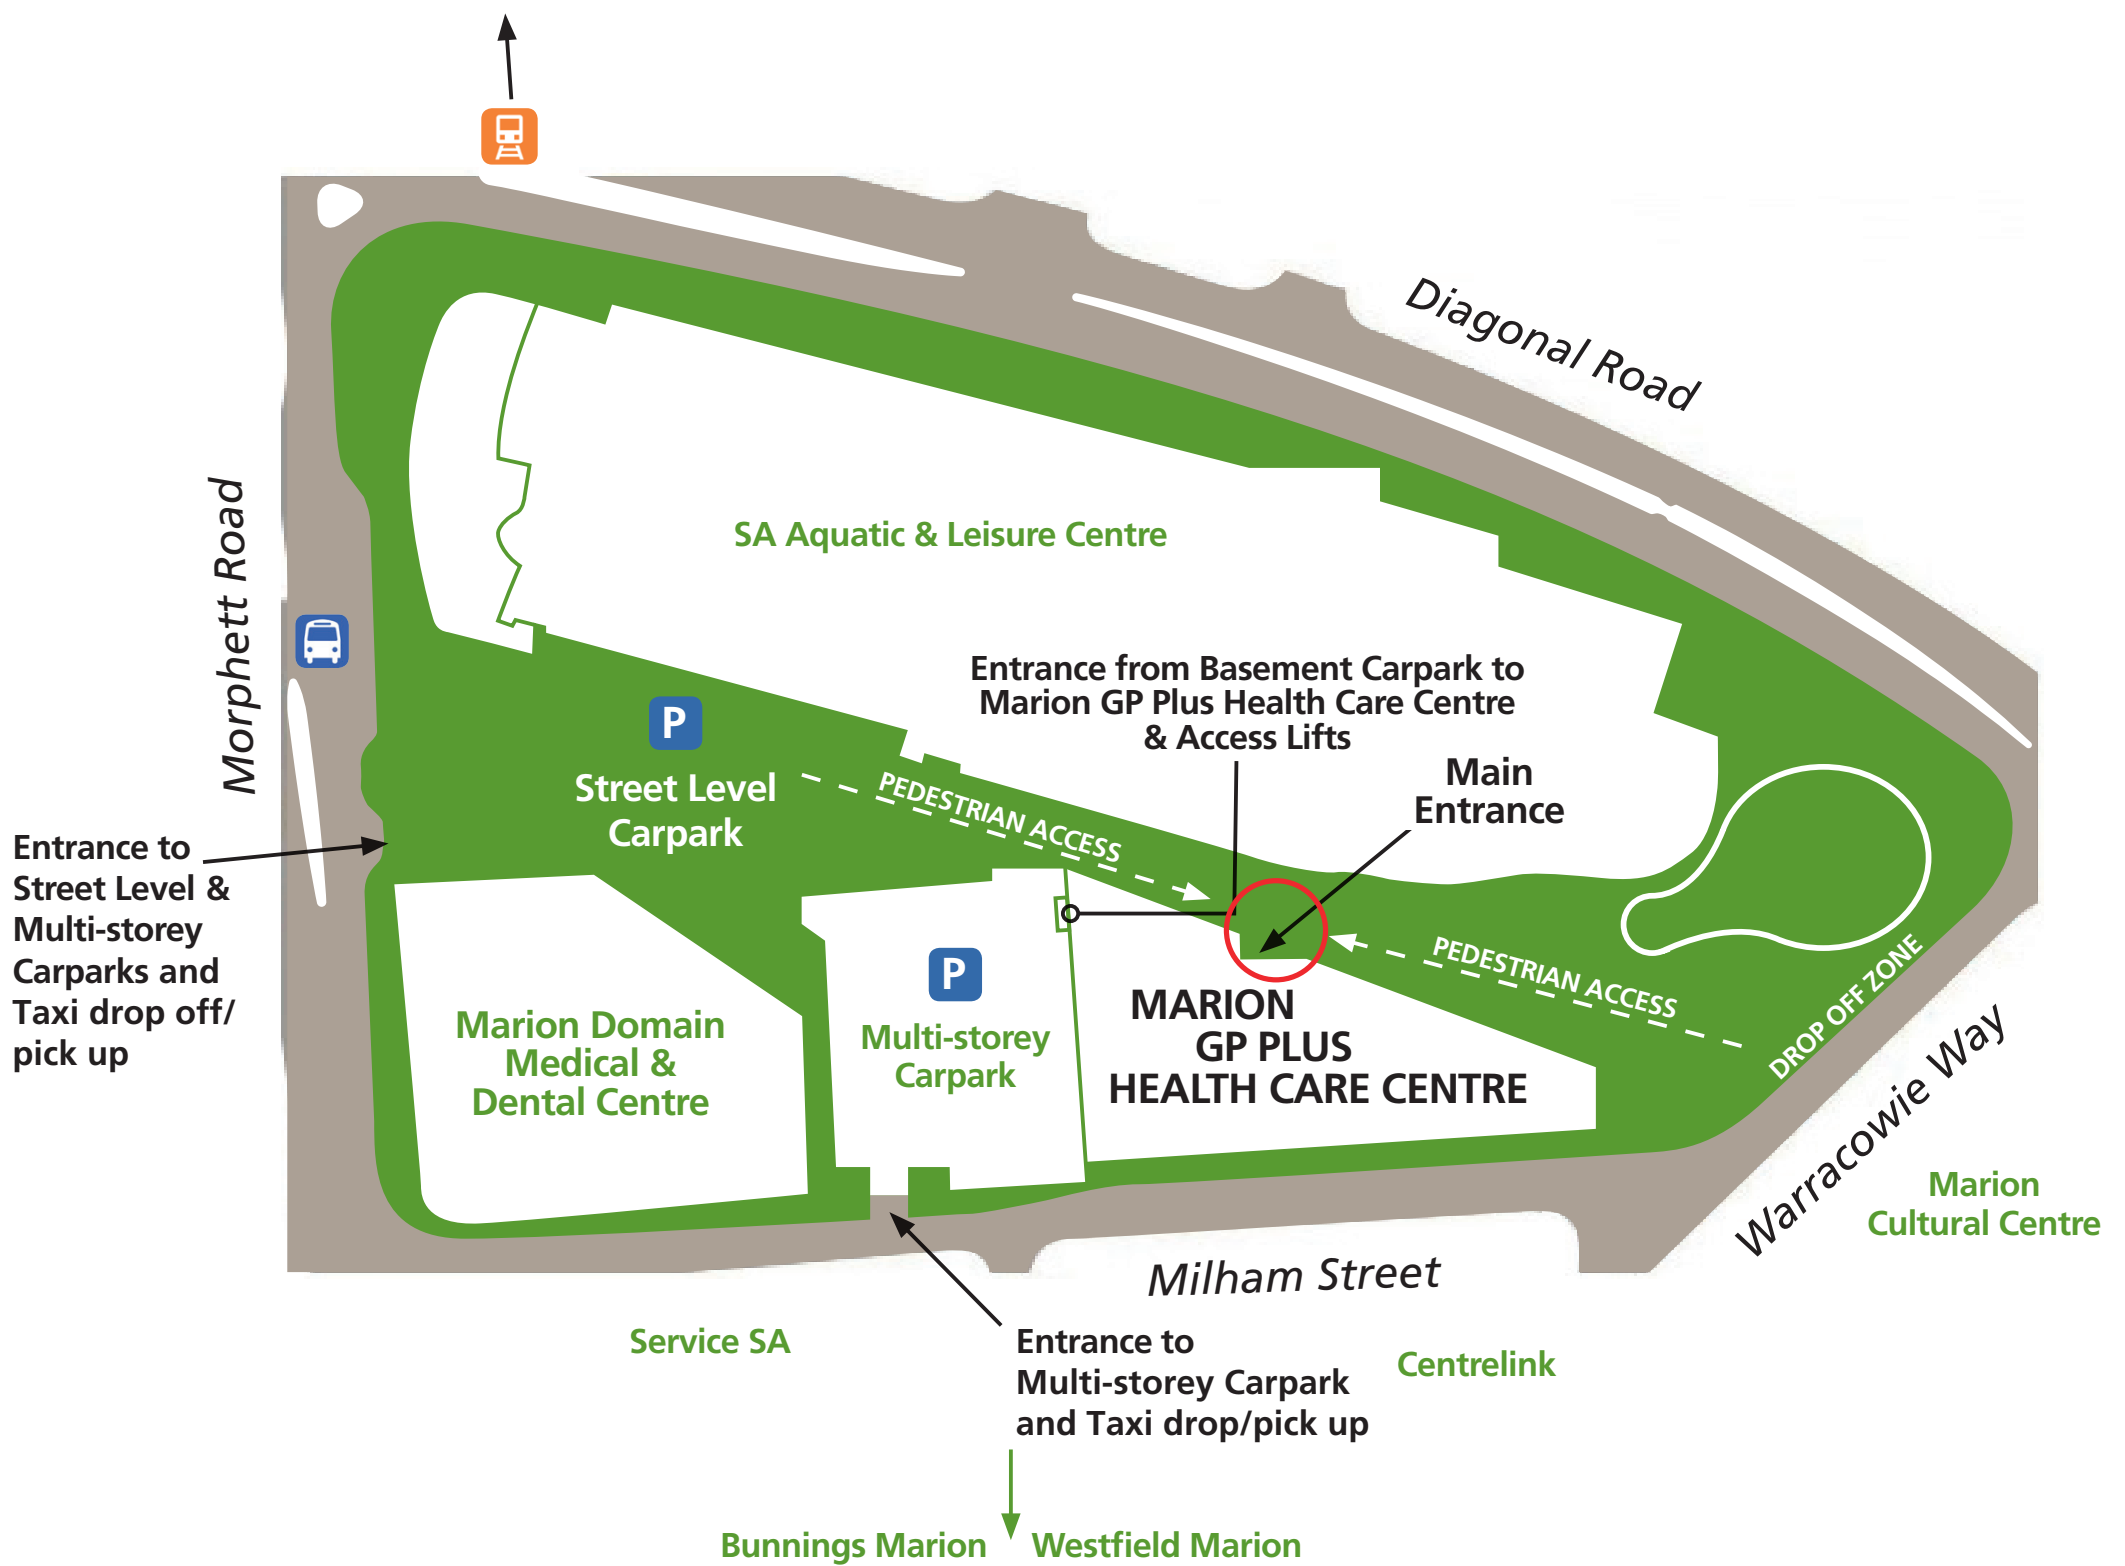 Diagonal Road
Morphett Road
SA Aquatic & Leisure Centre
Entrance from Basement Carpark to
Marion GP Plus Health Care Centre
& Access Lifts
P
Street Level
Carpark
PEDESTRIAN ACCESS
Main
Entrance
Entrance to
Street Level &
Multi-storey
Carparks and
Taxi drop off/
pick up
Marion Domain
Medical &
Dental Centre
P
Multi-storey
Carpark
MARION
GP PLUS
HEALTH CARE CENTRE
PEDESTRIAN ACCESS
DROP OFF ZONE
Warracowie Way
Marion
Cultural Centre
Milham Street
Service SA
Entrance to
Multi-storey Carpark
and Taxi drop/pick up
Centrelink
Bunnings Marion
Westfield Marion